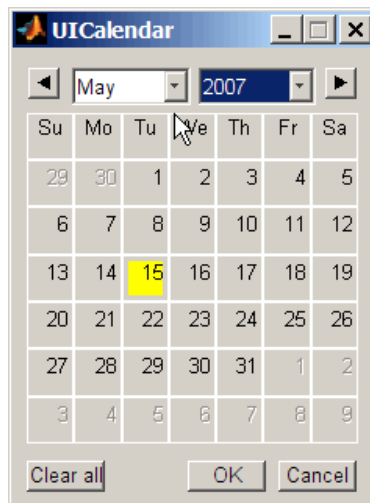 UICalendar
May 2007
Su Mo Tu We Th Fr Sa
29 30 1 2 3 4 5
6 7 8 9 10 11 12
13 14 15 16 17 18 19
20 21 22 23 24 25 26
27 28 29 30 31 1 2
3 4 5 6 7 8 9
Clear all OK Cancel